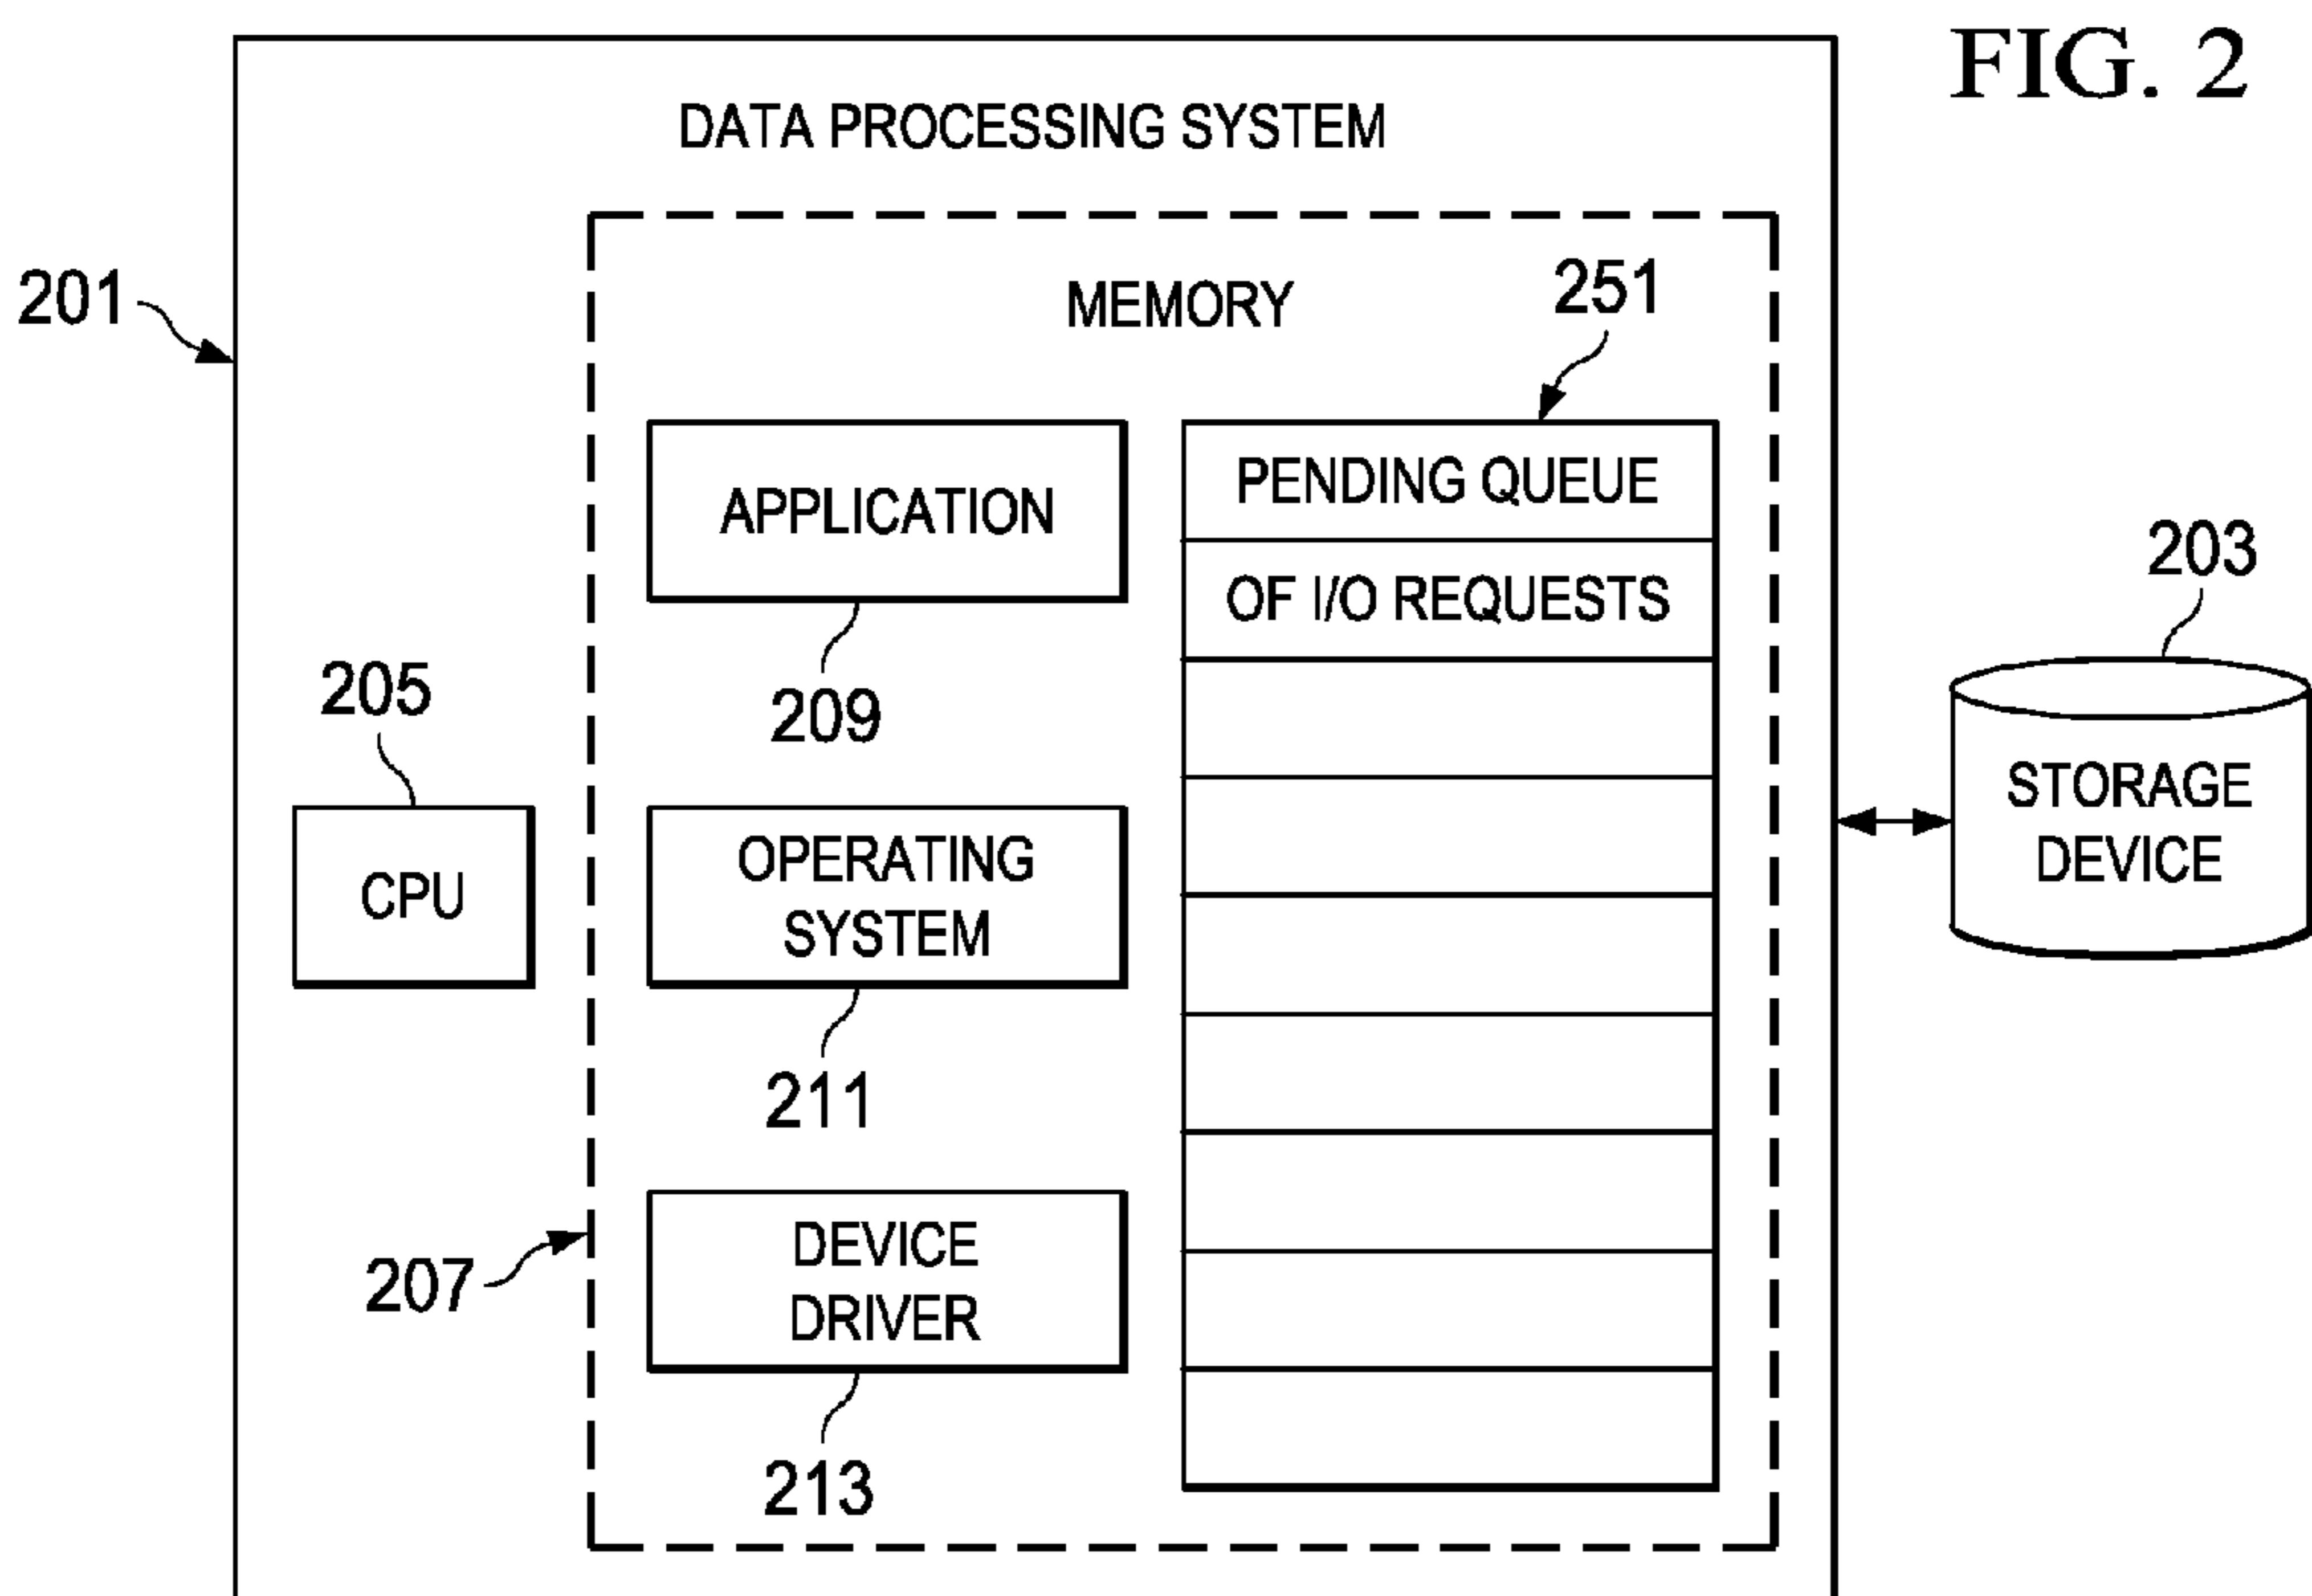 FIG. 2
DATA PROCESSING SYSTEM
201
MEMORY
251
APPLICATION
209
PENDING QUEUE
OF I/O REQUESTS
203
STORAGE
DEVICE
205
CPU
OPERATING
SYSTEM
211
207
DEVICE
DRIVER
213